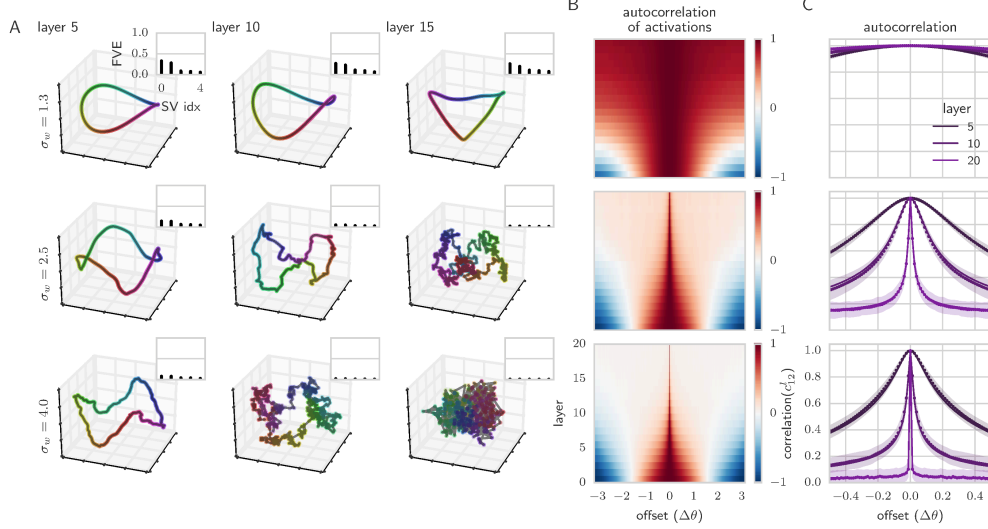 A
layer 5
layer 10
layer 15
B
autocorrelation
of activations
C
autocorrelation
FVE
1.0
0.5
0.0
0
4
SV idx
σw = 1.3
1
0
−1
layer
5
10
20
σw = 2.5
1
0
−1
σw = 4.0
layer
20
15
10
5
0
−3 −2 −1 0 1 2 3
offset (Δθ)
1
0
−1
correlation(c^l_12)
1.0
0.8
0.6
0.4
0.2
0.0
−0.4 −0.2 0.0 0.2 0.4
offset (Δθ)